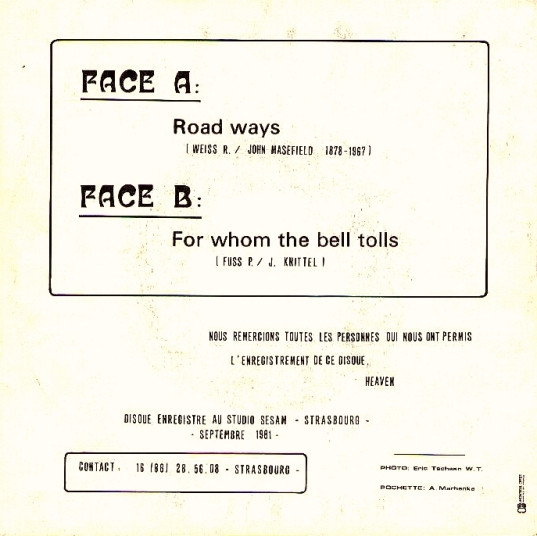 FACE A:
Road ways
( WEISS R. / JOHN MASEFIELD 1878-1967 )
FACE B:
For whom the bell tolls
( FUSS P. / J. KNITTEL )
NOUS REMERCIONS TOUTES LES PERSONNES QUI NOUS ONT PERMIS
L'ENREGISTREMENT DE CE DISQUE.
HEAVEN
DISQUE ENREGISTRE AU STUDIO SESAM - STRASBOURG -
- SEPTEMBRE 1981 -
CONTACT. 16 (88) 28.56.08 - STRASBOURG -
PHOTO: Eric Tschaen W.T.
POCHETTE: A. Marhenke